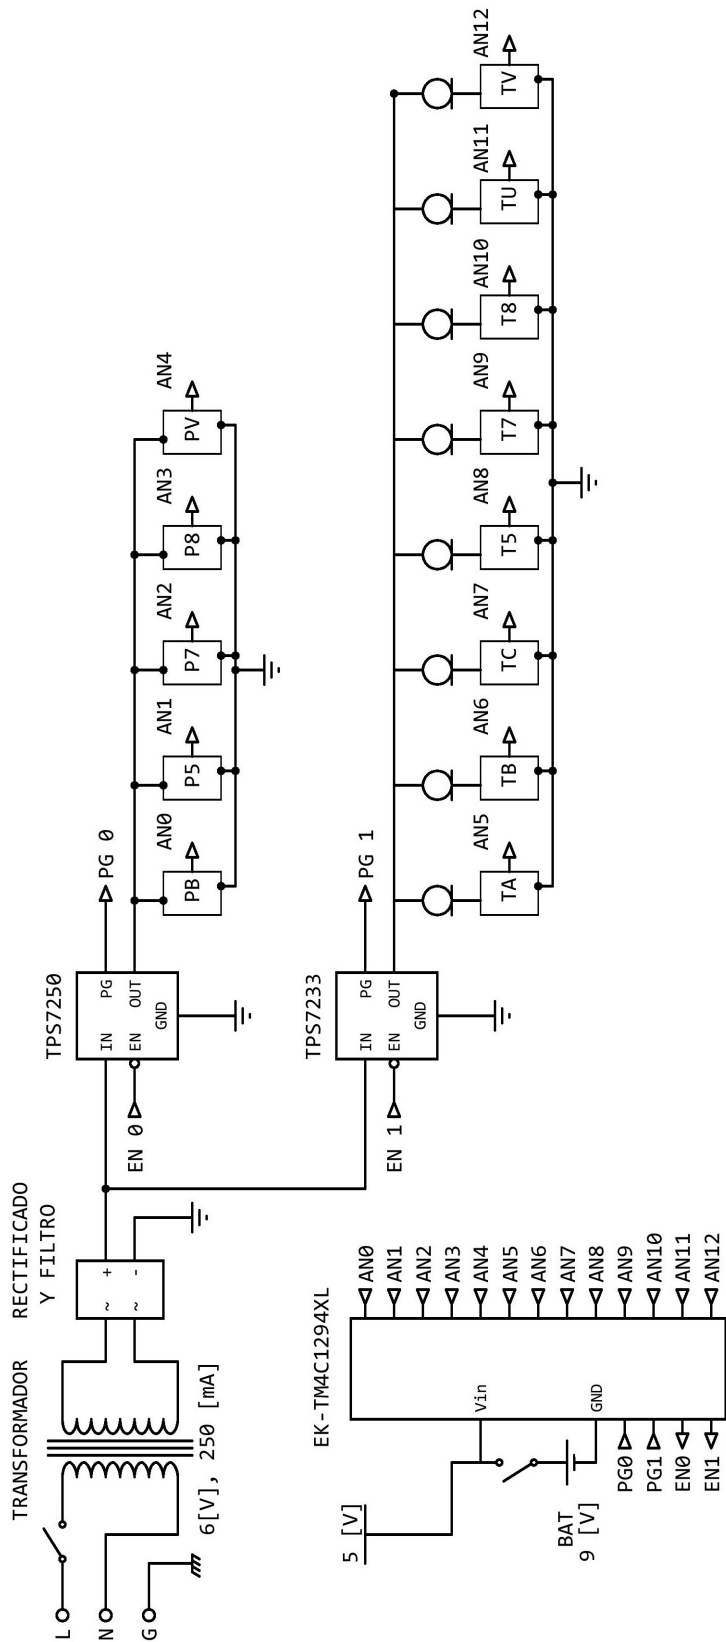 TRANSFORMADOR
L
N
G
6[V], 250 [mA]
RECTIFICADO
Y FILTRO
~
+
~
-
TPS7250
IN
PG
EN
OUT
GND
EN 0
PG 0
PB
AN0
P5
AN1
P7
AN2
P8
AN3
PV
AN4
TPS7233
IN
PG
EN
OUT
GND
EN 1
PG 1
TA
AN5
TB
AN6
TC
AN7
T5
AN8
T7
AN9
T8
AN10
TU
AN11
TV
AN12
EK-TM4C1294XL
5 [V]
Vin
GND
BAT
9 [V]
PG0
PG1
EN0
EN1
AN0
AN1
AN2
AN3
AN4
AN5
AN6
AN7
AN8
AN9
AN10
AN11
AN12